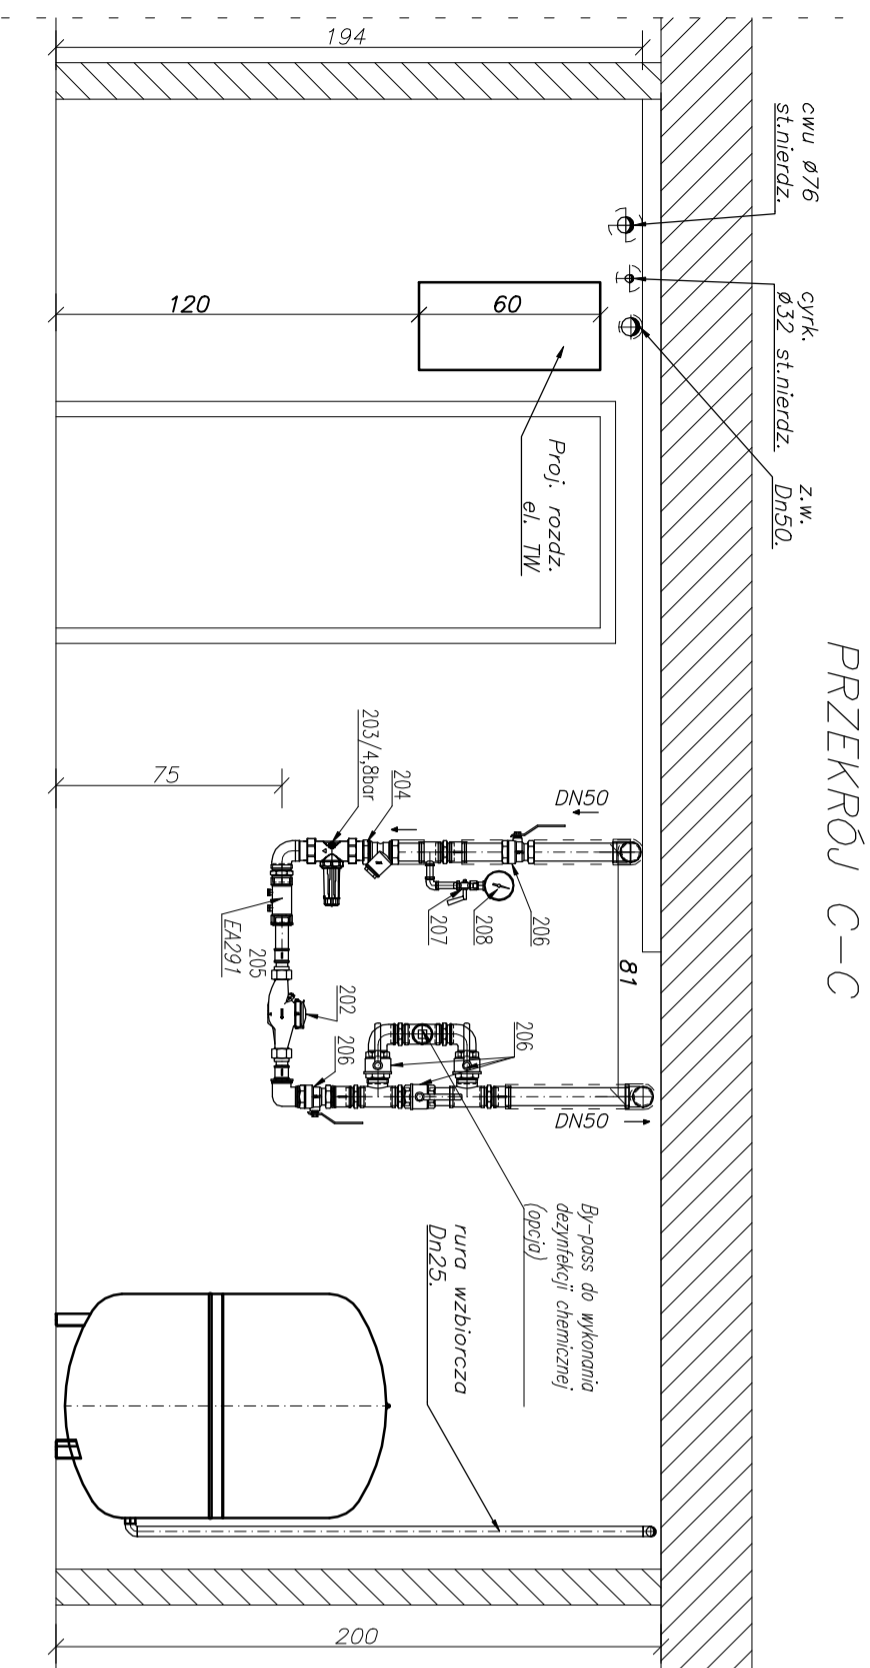 PRZEKRÓJ C–C
cwu ø76
st.nierdz.
cyrk.
ø32 st.nierdz.
z.w.
Dn50.
194
120
60
Proj. rozdz.
el. TW
75
203/4,8bar
204
DN50
206
208
207
81
205
EA291
202
206
206
DN50
By–pass do wykonania
dezynfekcji chemicznej
(opcja)
rura wzbiorcza
Dn25.
200